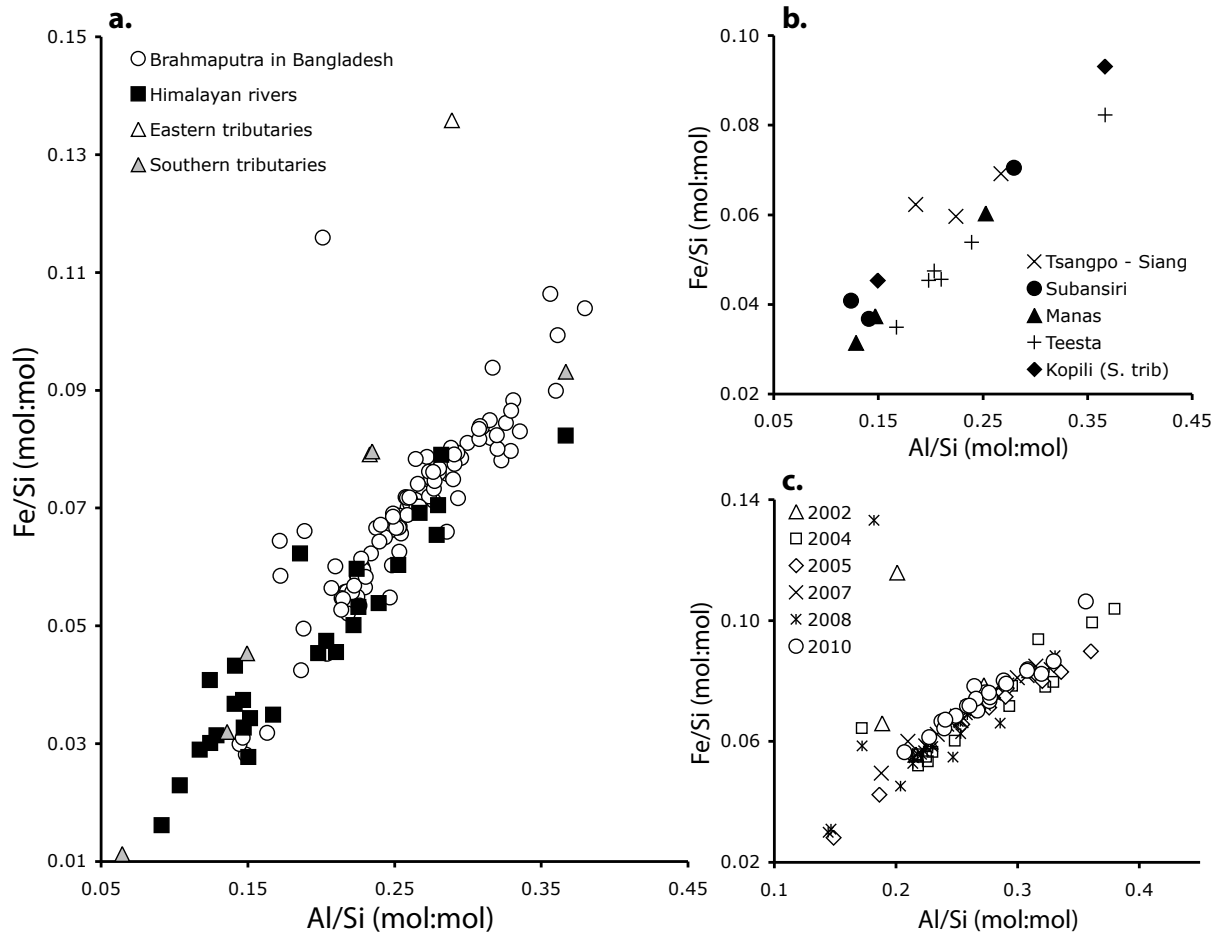 a.
0.15
0.13
0.11
0.09
0.07
0.05
0.03
0.01
Fe/Si (mol:mol)
Brahmaputra in Bangladesh
Himalayan rivers
Eastern tributaries
Southern tributaries
0.05 0.15 0.25 0.35 0.45
Al/Si (mol:mol)
b.
0.10
0.08
0.06
0.04
0.02
Fe/Si (mol:mol)
Tsangpo - Siang
Subansiri
Manas
Teesta
Kopili (S. trib)
0.05 0.15 0.25 0.35 0.45
Al/Si (mol:mol)
c.
0.14
0.10
0.06
0.02
Fe/Si (mol:mol)
2002
2004
2005
2007
2008
2010
0.1 0.2 0.3 0.4
Al/Si (mol:mol)